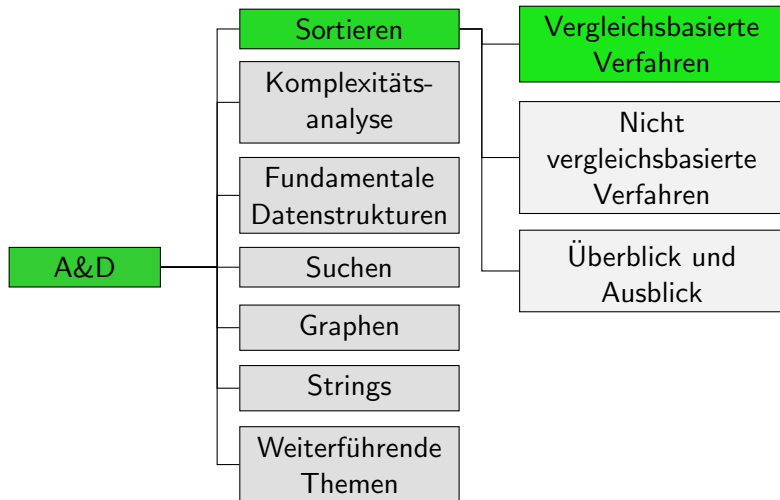 A&D
Sortieren
Komplexitäts-
analyse
Fundamentale
Datenstrukturen
Suchen
Graphen
Strings
Weiterführende
Themen
Vergleichsbasierte
Verfahren
Nicht
vergleichsbasierte
Verfahren
Überblick und
Ausblick